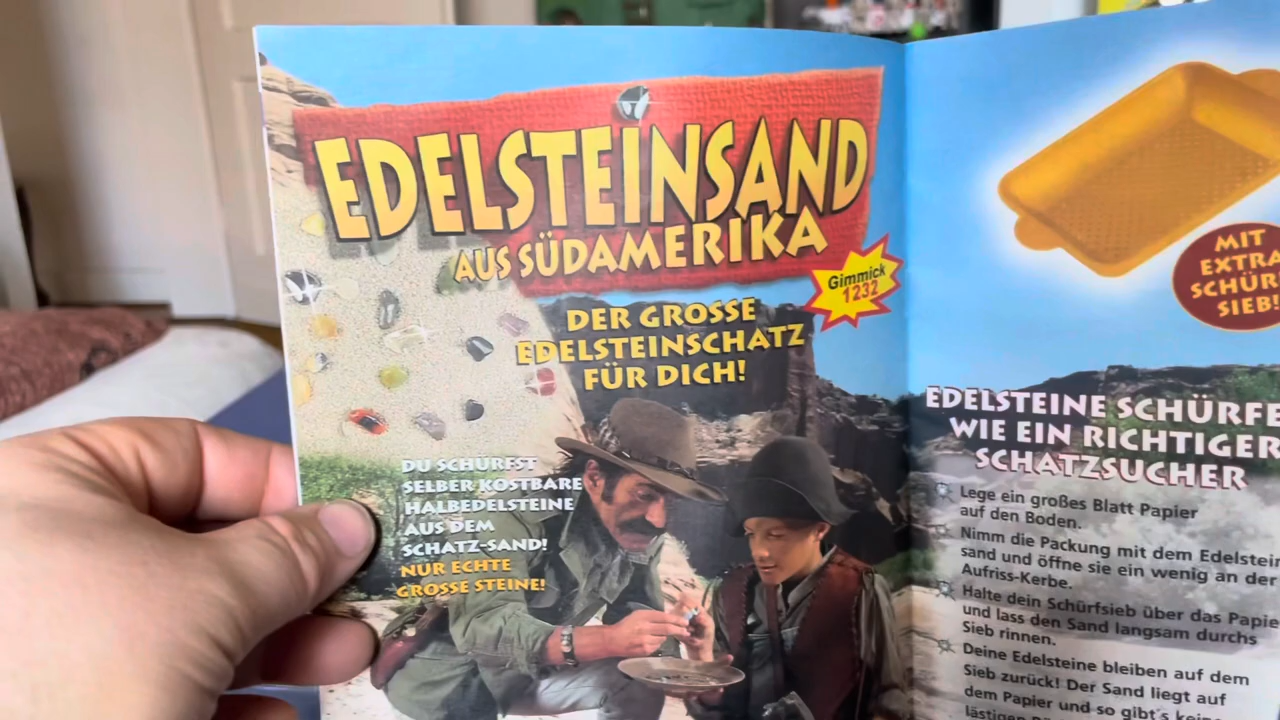 EDELSTEINSAND
AUS SÜDAMERIKA
Gimmick
1232
DER GROSSE
EDELSTEINSCHATZ
FÜR DICH!
DU SCHÜRFST
SELBER KOSTBARE
HALBEDELSTEINE
AUS DEM
SCHATZ-SAND!
NUR ECHTE
GROSSE STEINE!
MIT
EXTRA
SCHÜR
SIEB!
EDELSTEINE SCHÜRFE
WIE EIN RICHTIGER
SCHATZSUCHER
Lege ein großes Blatt Papier
auf den Boden.
Nimm die Packung mit dem Edelstein
sand und öffne sie ein wenig an der
Aufriss-Kerbe.
Halte dein Schürfsieb über das Papie
und lass den Sand langsam durchs
Sieb rinnen.
Deine Edelsteine bleiben auf dem
Sieb zurück! Der Sand liegt auf
dem Papier und so gibt's kein
lästigen